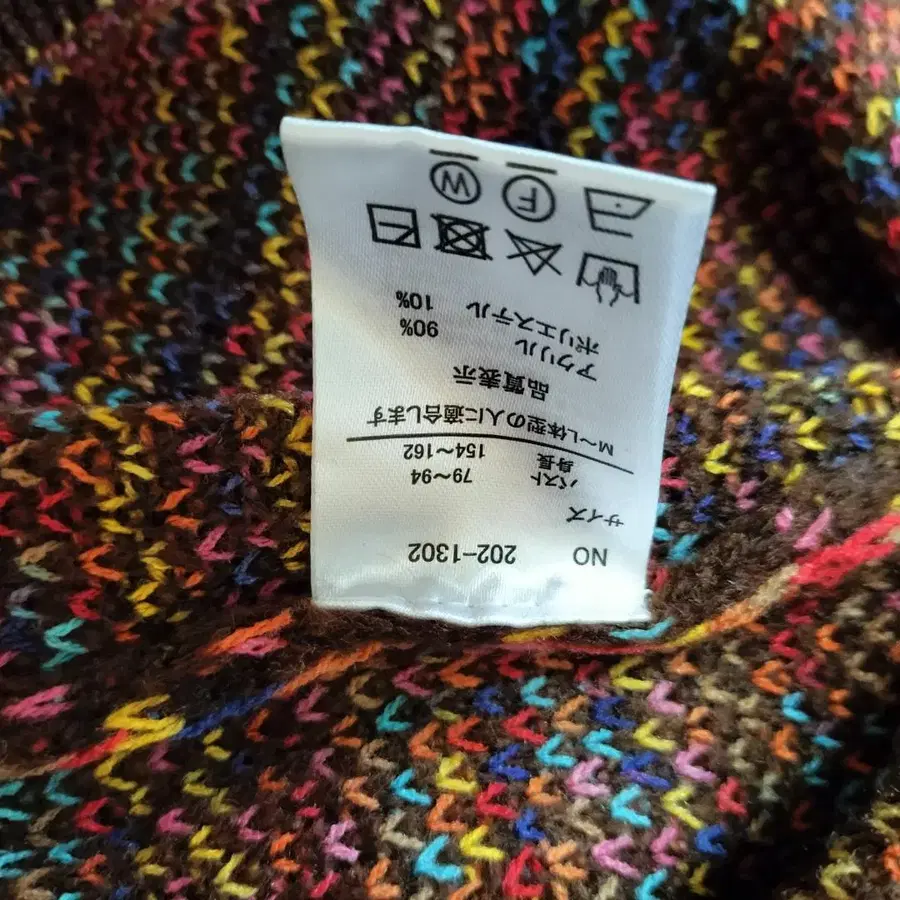 NO 202-1302
サイズ
バスト 79～94
身長 154～162
M～L体型の人に適合します
品質表示
アクリル 90%
ポリエステル 10%
F W